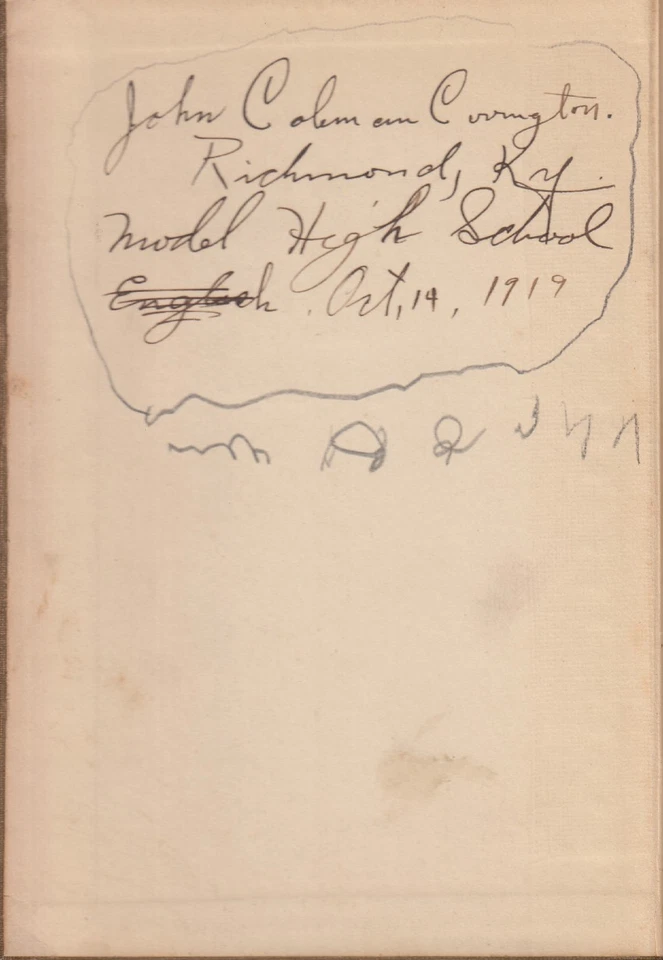 John Coleman Covington.
Richmond, Ky.
Model High School
English. Oct, 14, 1919